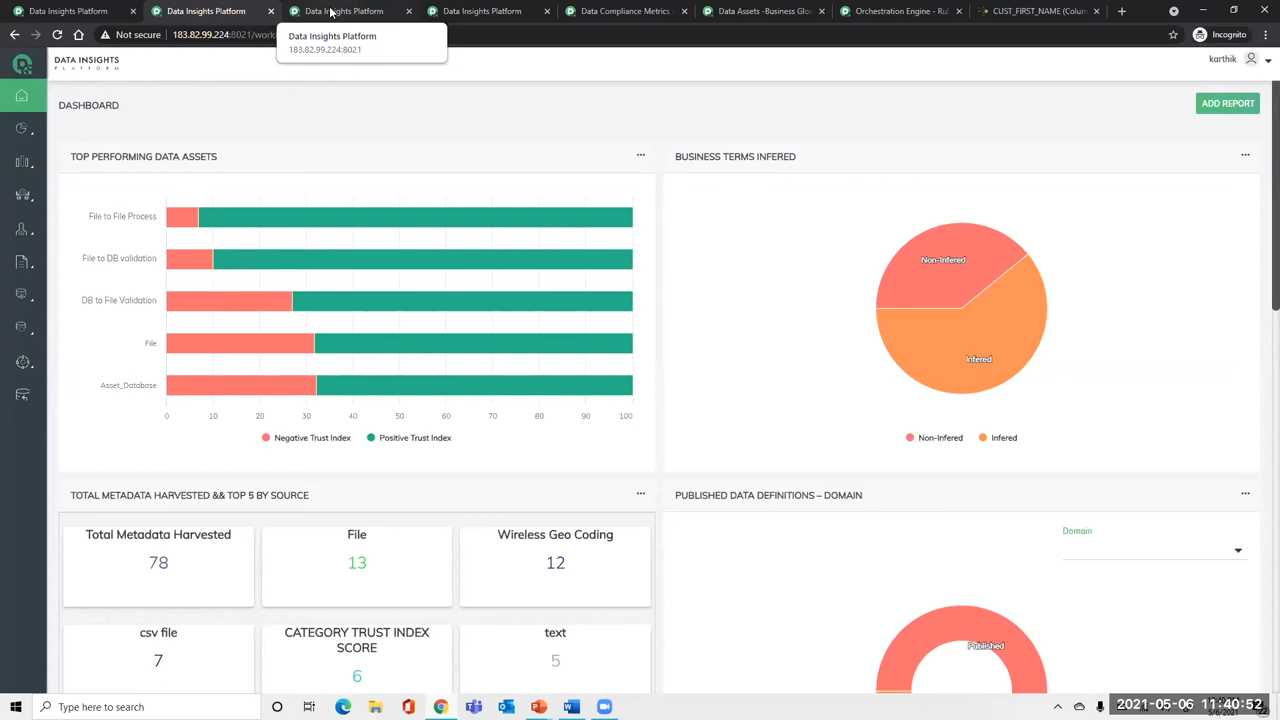 Data Insights Platform
Data Insights Platform
Data Insights Platform
Data Insights Platform
Data Compliance Metrics -
Data Assets - Business Glo
Orchestration Engine - Rul
CUST_FIRST_NAME (Colum
Not secure
183.82.99.224:8021/work
Incognito
Data Insights Platform
183.82.99.224:8021
DATA INSIGHTS
PLATFORM
karthik
DASHBOARD
ADD REPORT
TOP PERFORMING DATA ASSETS
File to File Process
File to DB validation
DB to File Validation
File
Asset_Database
0 10 20 30 40 50 60 70 80 90 100
Negative Trust Index Positive Trust Index
BUSINESS TERMS INFERED
Non-Infered
Infered
Non-Infered Infered
TOTAL METADATA HARVESTED && TOP 5 BY SOURCE
Total Metadata Harvested
78
File
13
Wireless Geo Coding
12
csv file
7
CATEGORY TRUST INDEX
SCORE
6
text
5
PUBLISHED DATA DEFINITIONS – DOMAIN
Domain
Published
Type here to search
2021-05-06 11:40:52